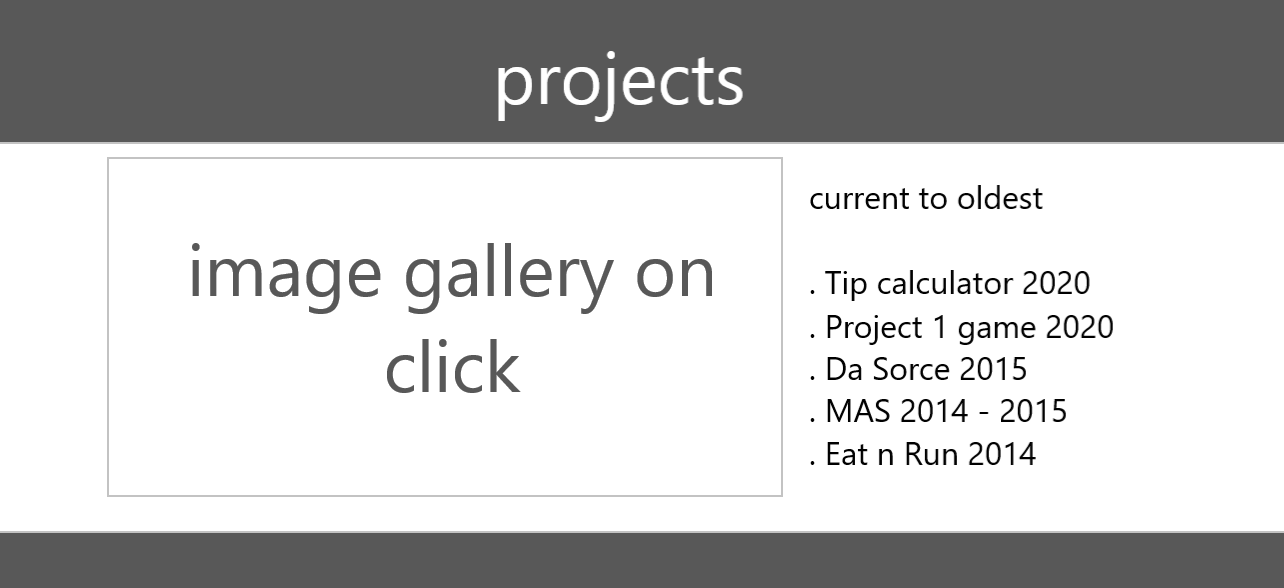 projects
image gallery on
click
current to oldest
. Tip calculator 2020
. Project 1 game 2020
. Da Sorce 2015
. MAS 2014 - 2015
. Eat n Run 2014